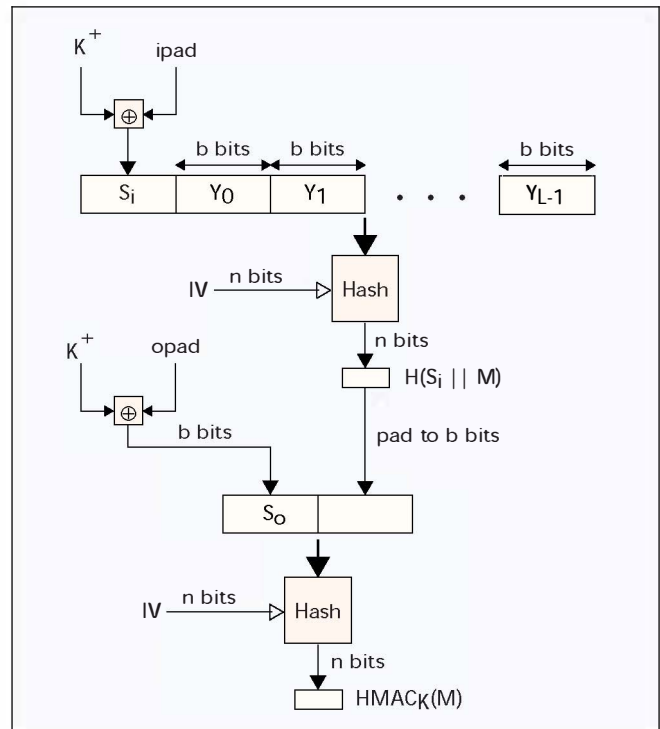 K+ ipad
⊕
b bits b bits b bits
Si Y0 Y1 . . . YL-1
IV n bits Hash
n bits
K+ opad
H(Si || M)
⊕
b bits pad to b bits
So
IV n bits Hash
n bits
HMACK(M)